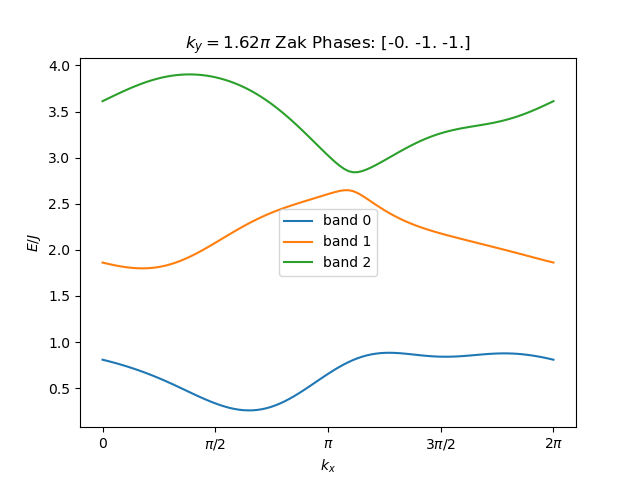 k_y = 1.62π Zak Phases: [-0. -1. -1.]
4.0
3.5
3.0
2.5
2.0
1.5
1.0
0.5
E/J
band 0
band 1
band 2
0
π/2
π
3π/2
2π
k_x